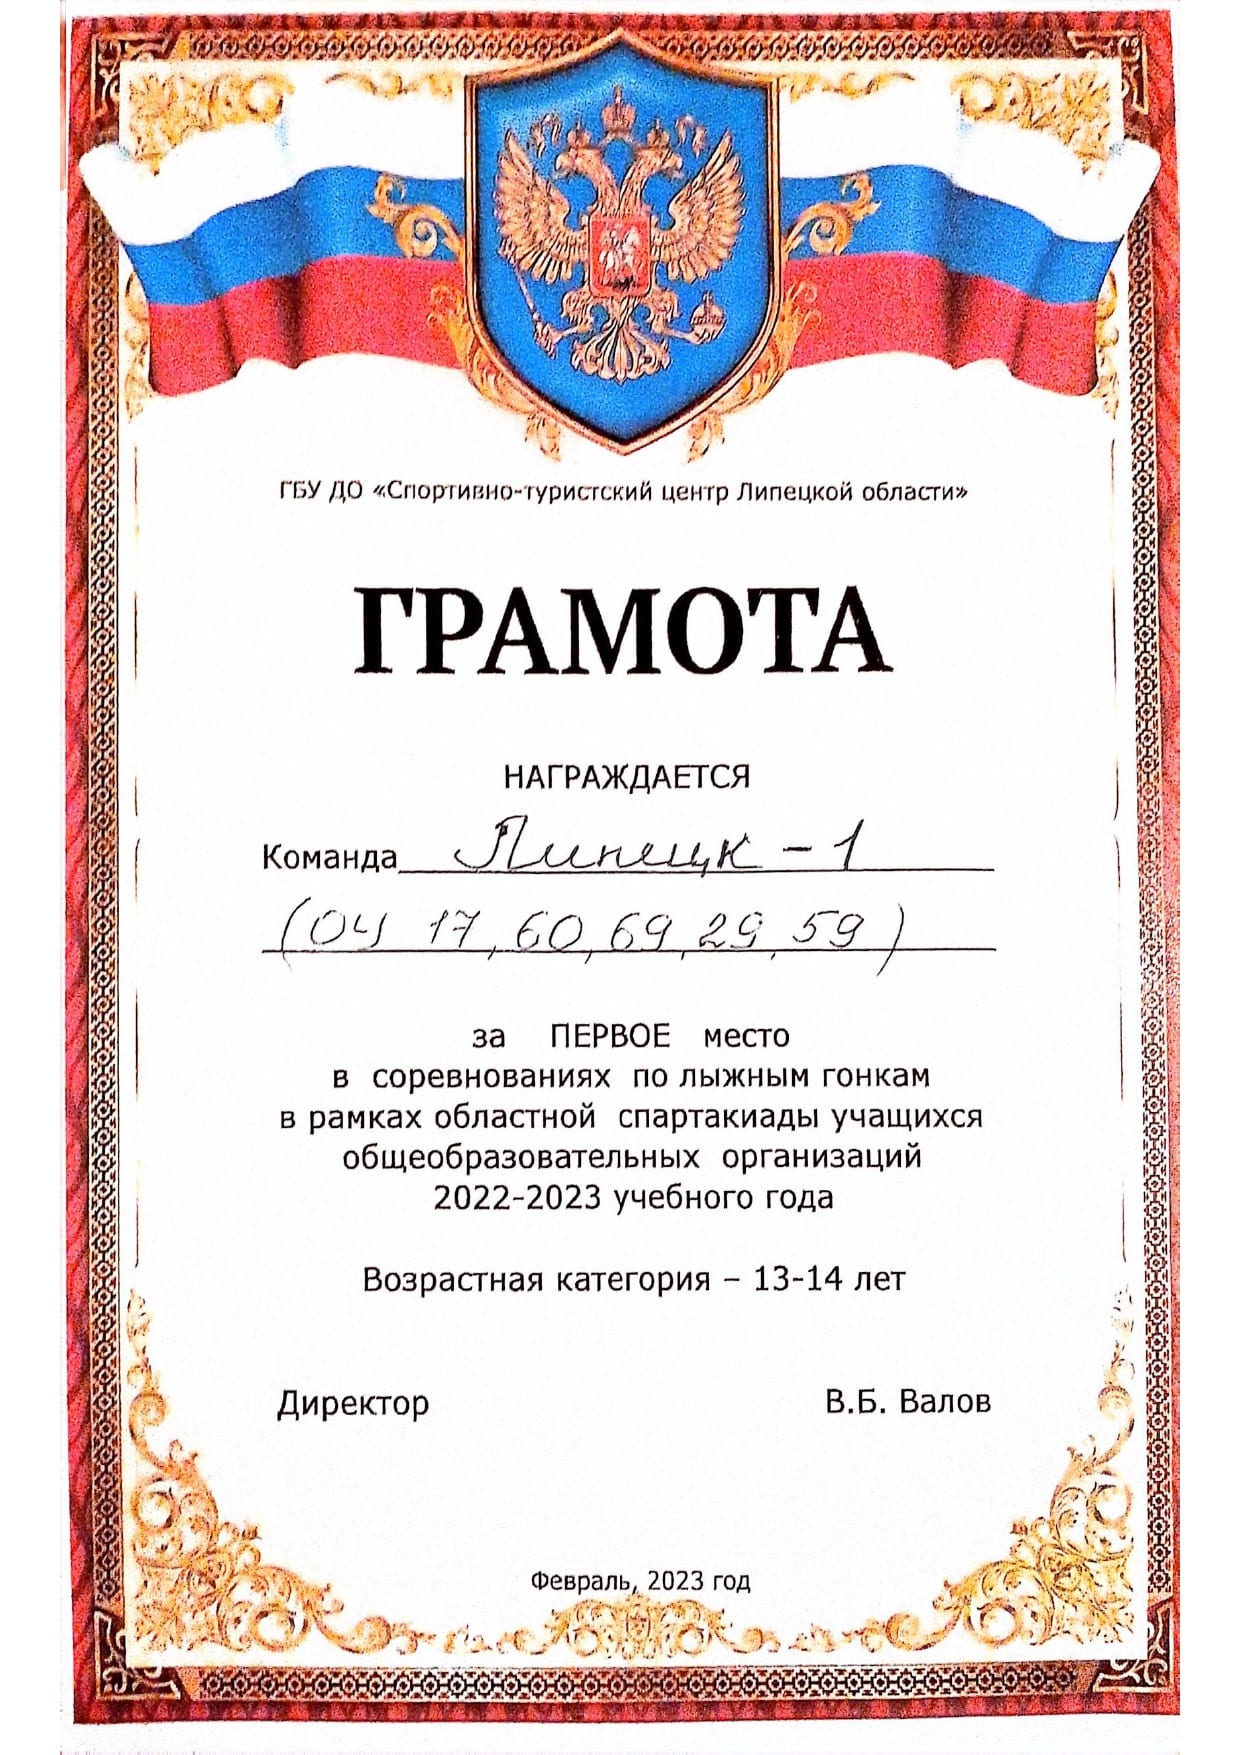 ГБУ ДО «Спортивно-туристский центр Липецкой области»
ГРАМОТА
НАГРАЖДАЕТСЯ
Команда Липецк-1
(ОУ 17, 60, 69, 29, 59)
за ПЕРВОЕ место
в соревнованиях по лыжным гонкам
в рамках областной спартакиады учащихся
общеобразовательных организаций
2022-2023 учебного года
Возрастная категория – 13-14 лет
Директор В.Б. Валов
Февраль, 2023 год